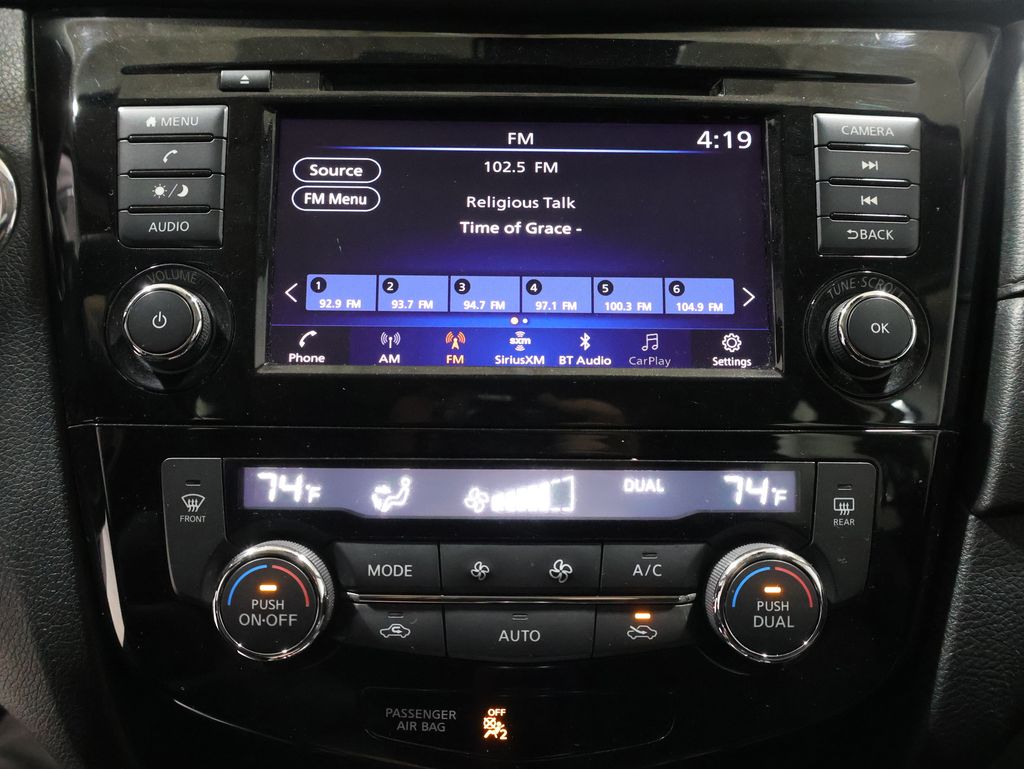 MENU
AUDIO
VOLUME
FM
4:19
Source
102.5 FM
FM Menu
Religious Talk
Time of Grace -
1
92.9 FM
2
93.7 FM
3
94.7 FM
4
97.1 FM
5
100.3 FM
6
104.9 FM
Phone
AM
FM
sxm
SiriusXM
BT Audio
CarPlay
Settings
CAMERA
BACK
TUNE·SCROLL
OK
74°F
DUAL
74°F
FRONT
REAR
MODE
A/C
PUSH
ON·OFF
AUTO
PUSH
DUAL
PASSENGER
AIR BAG
OFF
2